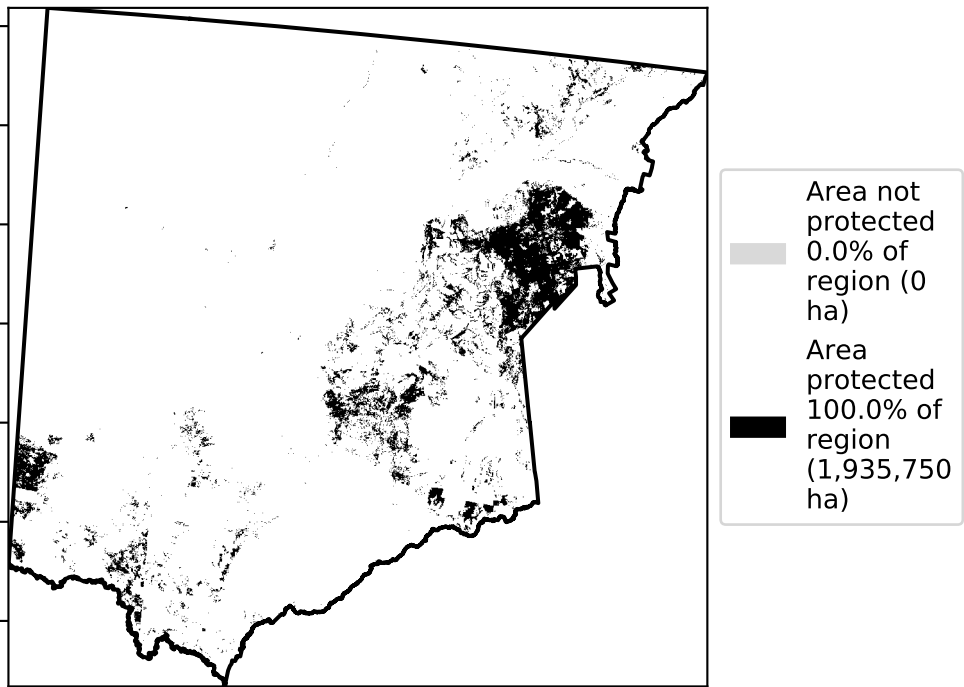 Area not
protected
0.0% of
region (0
ha)
Area
protected
100.0% of
region
(1,935,750
ha)